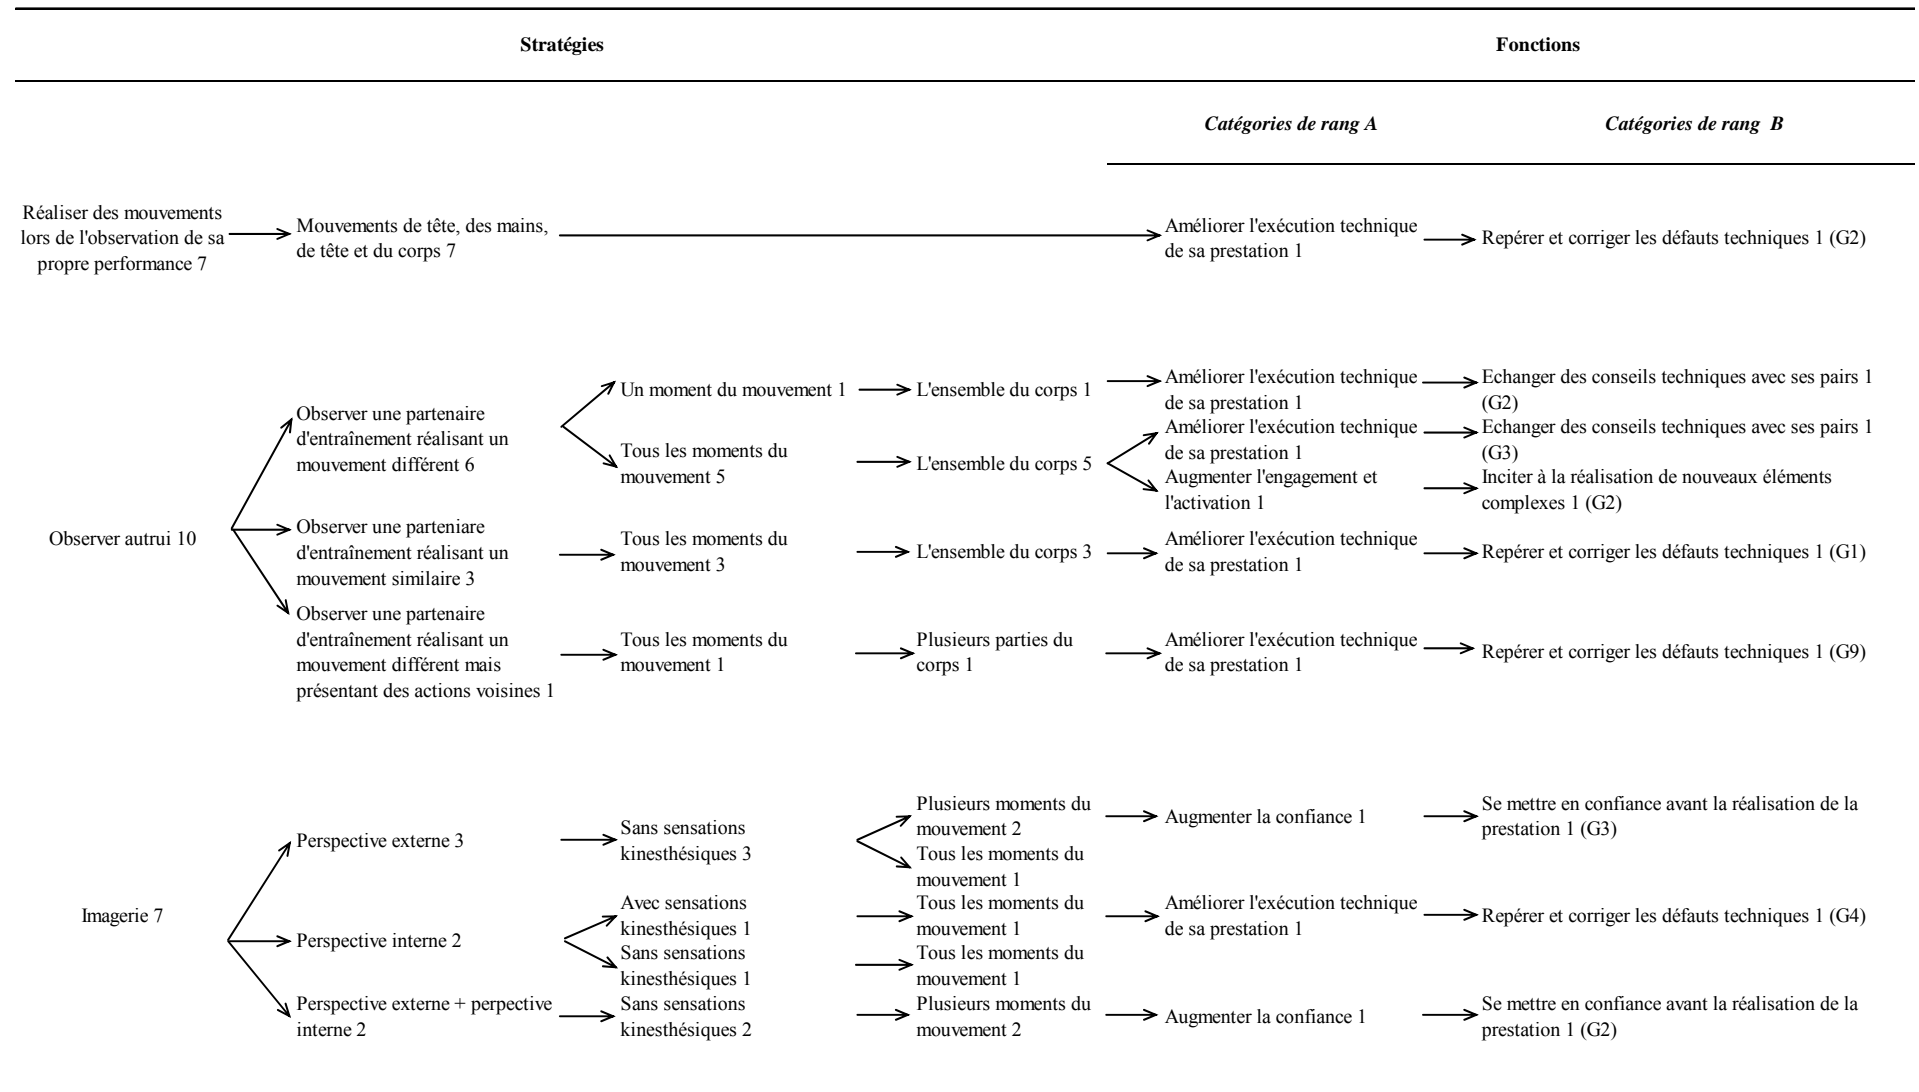 Stratégies
Fonctions
Catégories de rang A
Catégories de rang B
Réaliser des mouvements
lors de l'observation de sa
propre performance 7
Mouvements de tête, des mains,
de tête et du corps 7
Améliorer l'exécution technique
de sa prestation 1
Repérer et corriger les défauts techniques 1 (G2)
Observer autrui 10
Observer une partenaire
d'entraînement réalisant un
mouvement différent 6
Un moment du mouvement 1
L'ensemble du corps 1
Améliorer l'exécution technique
de sa prestation 1
Echanger des conseils techniques avec ses pairs 1
(G2)
Tous les moments du
mouvement 5
L'ensemble du corps 5
Améliorer l'exécution technique
de sa prestation 1
Echanger des conseils techniques avec ses pairs 1
(G3)
Augmenter l'engagement et
l'activation 1
Inciter à la réalisation de nouveaux éléments
complexes 1 (G2)
Observer une parteniare
d'entraînement réalisant un
mouvement similaire 3
Tous les moments du
mouvement 3
L'ensemble du corps 3
Améliorer l'exécution technique
de sa prestation 1
Repérer et corriger les défauts techniques 1 (G1)
Observer une partenaire
d'entraînement réalisant un
mouvement différent mais
présentant des actions voisines 1
Tous les moments du
mouvement 1
Plusieurs parties du
corps 1
Améliorer l'exécution technique
de sa prestation 1
Repérer et corriger les défauts techniques 1 (G9)
Imagerie 7
Perspective externe 3
Sans sensations
kinesthésiques 3
Plusieurs moments du
mouvement 2
Augmenter la confiance 1
Se mettre en confiance avant la réalisation de la
prestation 1 (G3)
Tous les moments du
mouvement 1
Perspective interne 2
Avec sensations
kinesthésiques 1
Tous les moments du
mouvement 1
Améliorer l'exécution technique
de sa prestation 1
Repérer et corriger les défauts techniques 1 (G4)
Sans sensations
kinesthésiques 1
Tous les moments du
mouvement 1
Perspective externe + perpective
interne 2
Sans sensations
kinesthésiques 2
Plusieurs moments du
mouvement 2
Augmenter la confiance 1
Se mettre en confiance avant la réalisation de la
prestation 1 (G2)